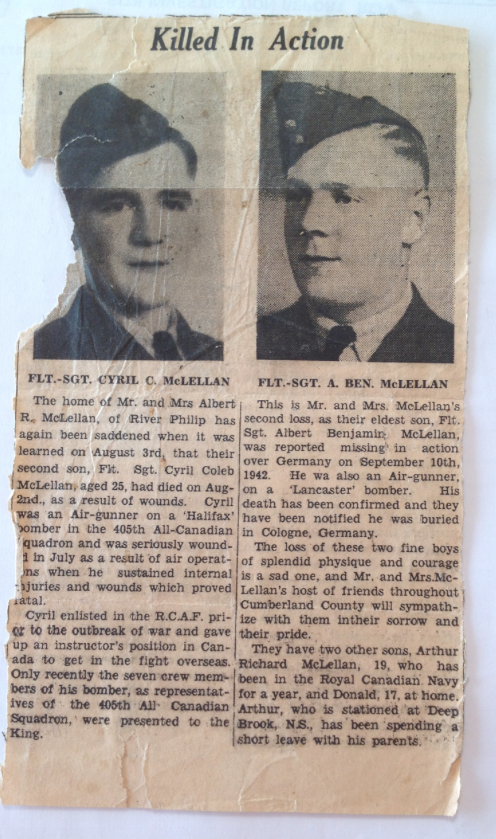 Killed In Action
FLT.-SGT. CYRIL C. McLELLAN
The home of Mr. and Mrs Albert
R. McLellan, of River Philip has
again been saddened when it was
learned on August 3rd, that their
second son, Flt. Sgt. Cyril Coleb
McLellan, aged 25, had died on Aug-
2nd., as a result of wounds. Cyril
was an Air-gunner on a 'Halifax'
bomber in the 405th All-Canadian
quadron and was seriously wound-
d in July as a result of air operat-
ons when he sustained internal
njuries and wounds which proved
fatal.
Cyril enlisted in the R.C.A.F. pri-
or to the outbreak of war and gave
up an instructor's position in Can-
ada to get in the fight overseas.
Only recently the seven crew mem-
bers of his bomber, as representat-
ives of the 405th All- Canadian
Squadron, were presented to the
King.
FLT.-SGT. A. BEN. McLELLAN
This is Mr. and Mrs. McLellan's
second loss, as their eldest son, Flt.
Sgt. Albert Benjamin McLellan,
was reported missing in action
over Germany on September 10th,
1942. He wa also an Air-gunner,
on a 'Lancaster' bomber. His
death has been confirmed and they
have been notified he was buried
in Cologne, Germany.
The loss of these two fine boys
of splendid physique and courage
is a sad one, and Mr. and Mrs.Mc-
Lellan's host of friends throughout
Cumberland County will sympath-
ize with them intheir sorrow and
their pride.
They have two other sons, Arthur
Richard McLellan, 19, who has
been in the Royal Canadian Navy
for a year, and Donald, 17, at home.
Arthur, who is stationed at Deep
Brook, N.S., has been spending a
short leave with his parents.